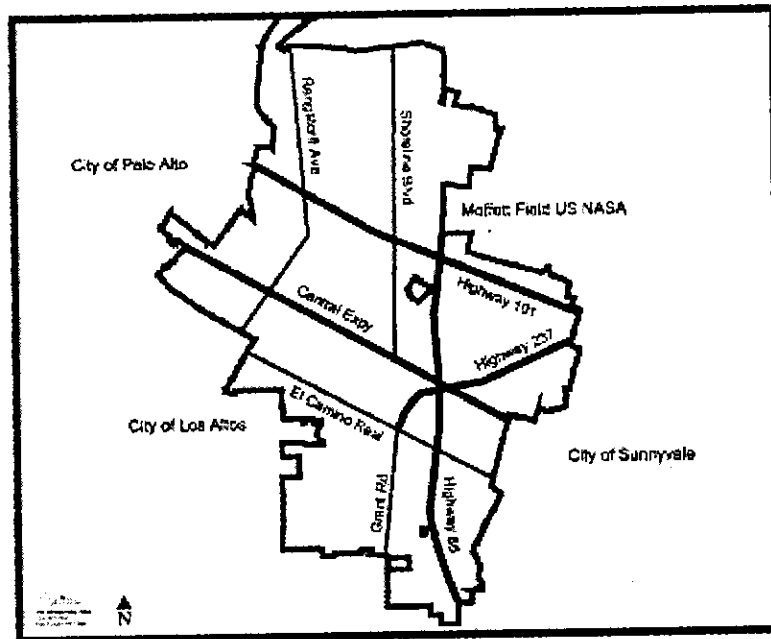 Rengstorff Ave
Shoreline Blvd
City of Palo Alto
Moffett Field US NASA
Highway 101
Central Expy
Highway 237
El Camino Real
City of Los Altos
City of Sunnyvale
Grant Rd
Highway 85
N